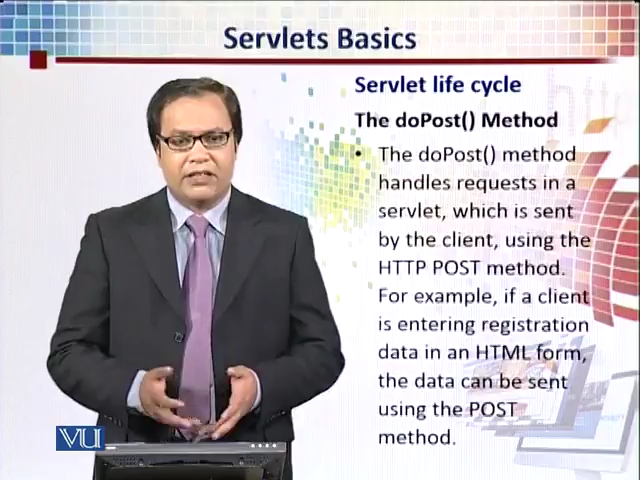 Servlets Basics
Servlet life cycle
The doPost() Method
• The doPost() method
handles requests in a
servlet, which is sent
by the client, using the
HTTP POST method.
For example, if a client
is entering registration
data in an HTML form,
the data can be sent
using the POST
method.
VU